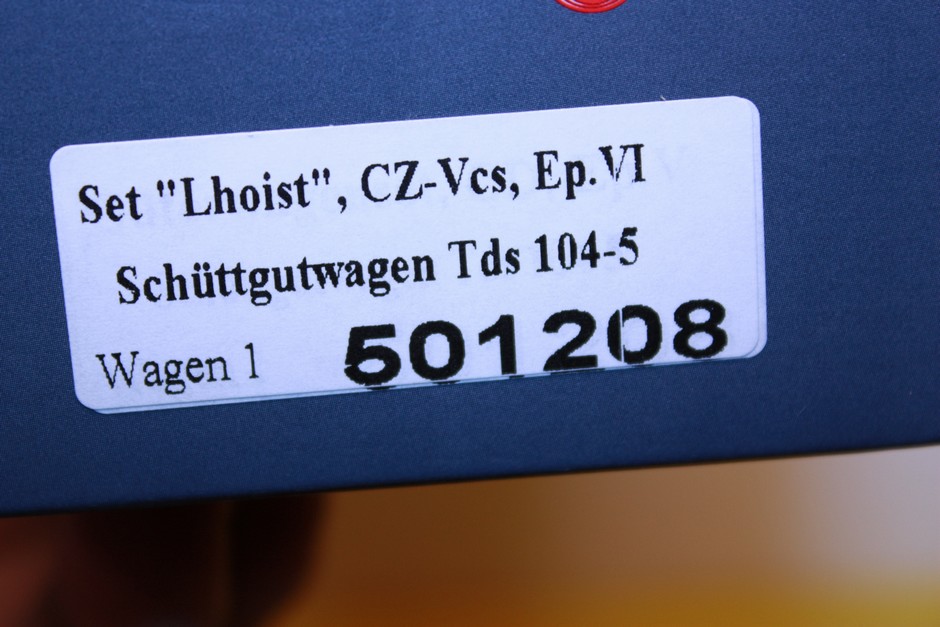 Set "Lhoist", CZ-Vcs, Ep.VI
Schüttgutwagen Tds 104-5
Wagen 1 501208